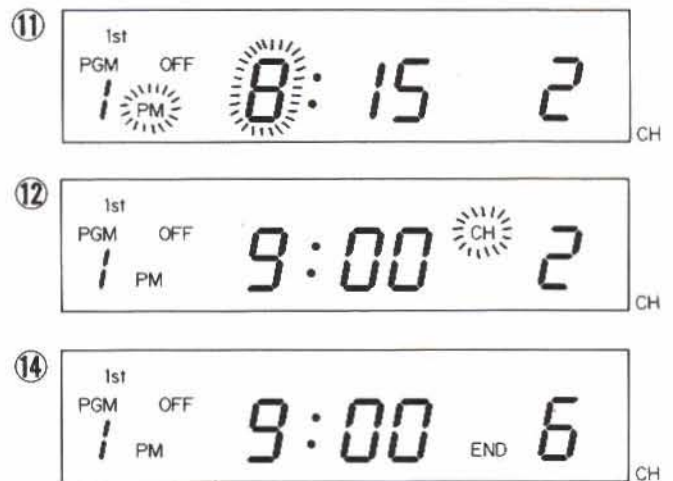 ⑪
1st
PGM OFF
1 PM 8:15 2
CH
⑫
1st
PGM OFF CH
1 PM 9:00 2
CH
⑭
1st
PGM OFF
1 PM 9:00 END 6
CH